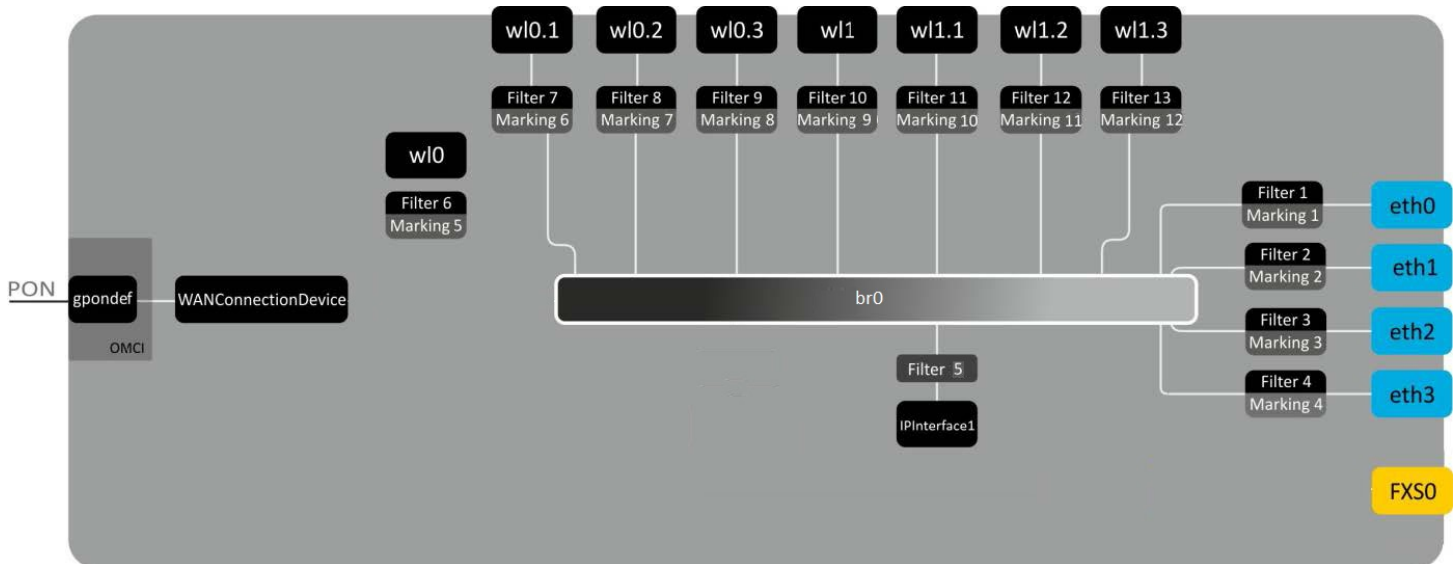 wl0.1 wl0.2 wl0.3 wl1 wl1.1 wl1.2 wl1.3
Filter 7 Filter 8 Filter 9 Filter 10 Filter 11 Filter 12 Filter 13
Marking 6 Marking 7 Marking 8 Marking 9 Marking 10 Marking 11 Marking 12
wl0
Filter 6
Marking 5
Filter 1
Marking 1
eth0
Filter 2
Marking 2
eth1
PON
gpondef
WANConnectionDevice
OMCI
br0
Filter 3
Marking 3
eth2
Filter 5
IPInterface1
Filter 4
Marking 4
eth3
FXS0